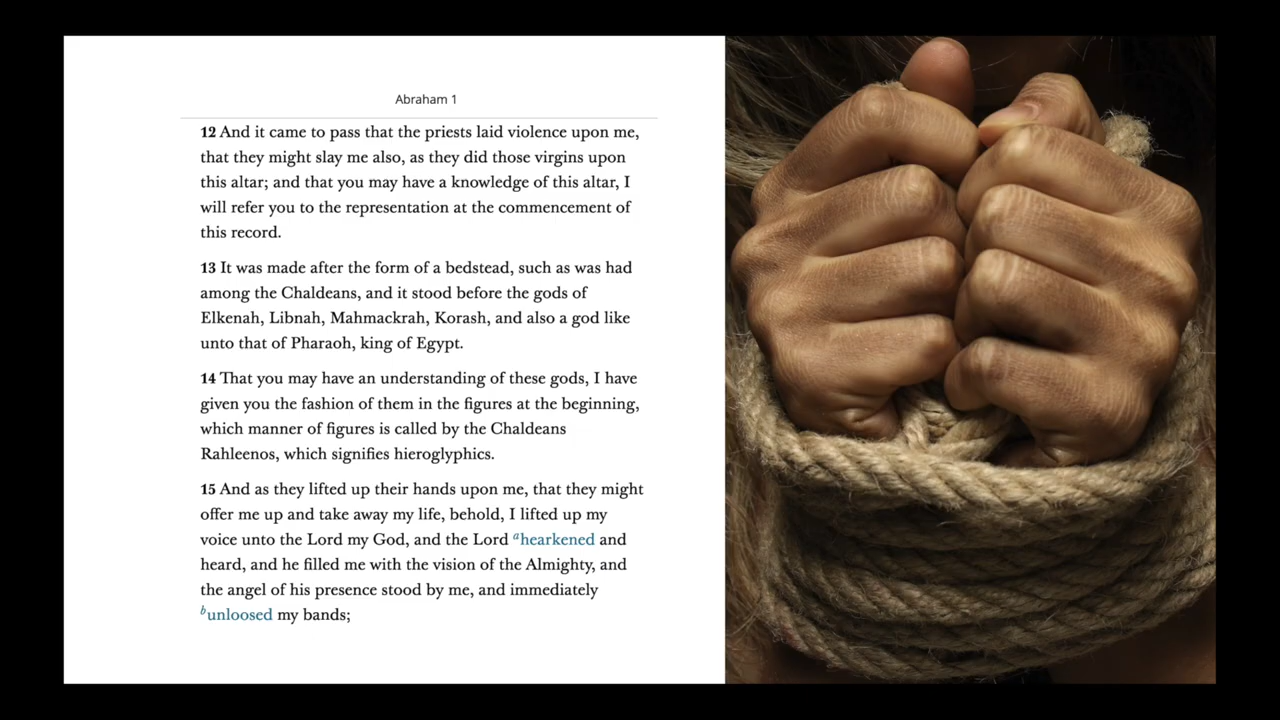 Abraham 1
12 And it came to pass that the priests laid violence upon me,
that they might slay me also, as they did those virgins upon
this altar; and that you may have a knowledge of this altar, I
will refer you to the representation at the commencement of
this record.
13 It was made after the form of a bedstead, such as was had
among the Chaldeans, and it stood before the gods of
Elkenah, Libnah, Mahmackrah, Korash, and also a god like
unto that of Pharaoh, king of Egypt.
14 That you may have an understanding of these gods, I have
given you the fashion of them in the figures at the beginning,
which manner of figures is called by the Chaldeans
Rahleenos, which signifies hieroglyphics.
15 And as they lifted up their hands upon me, that they might
offer me up and take away my life, behold, I lifted up my
voice unto the Lord my God, and the Lord a hearkened and
heard, and he filled me with the vision of the Almighty, and
the angel of his presence stood by me, and immediately
b unloosed my bands;